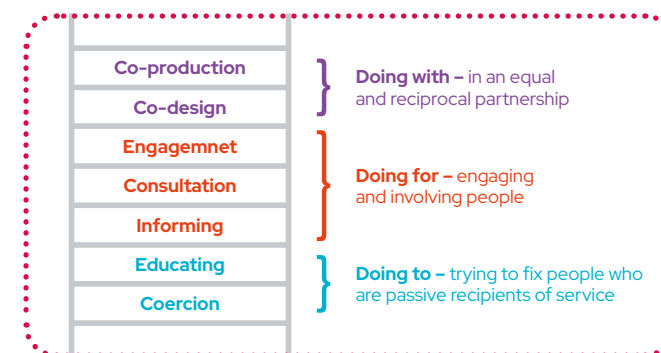 Co-production
Co-design
Engagemnet
Consultation
Informing
Educating
Coercion
Doing with – in an equal
and reciprocal partnership
Doing for – engaging
and involving people
Doing to – trying to fix people who
are passive recipients of service